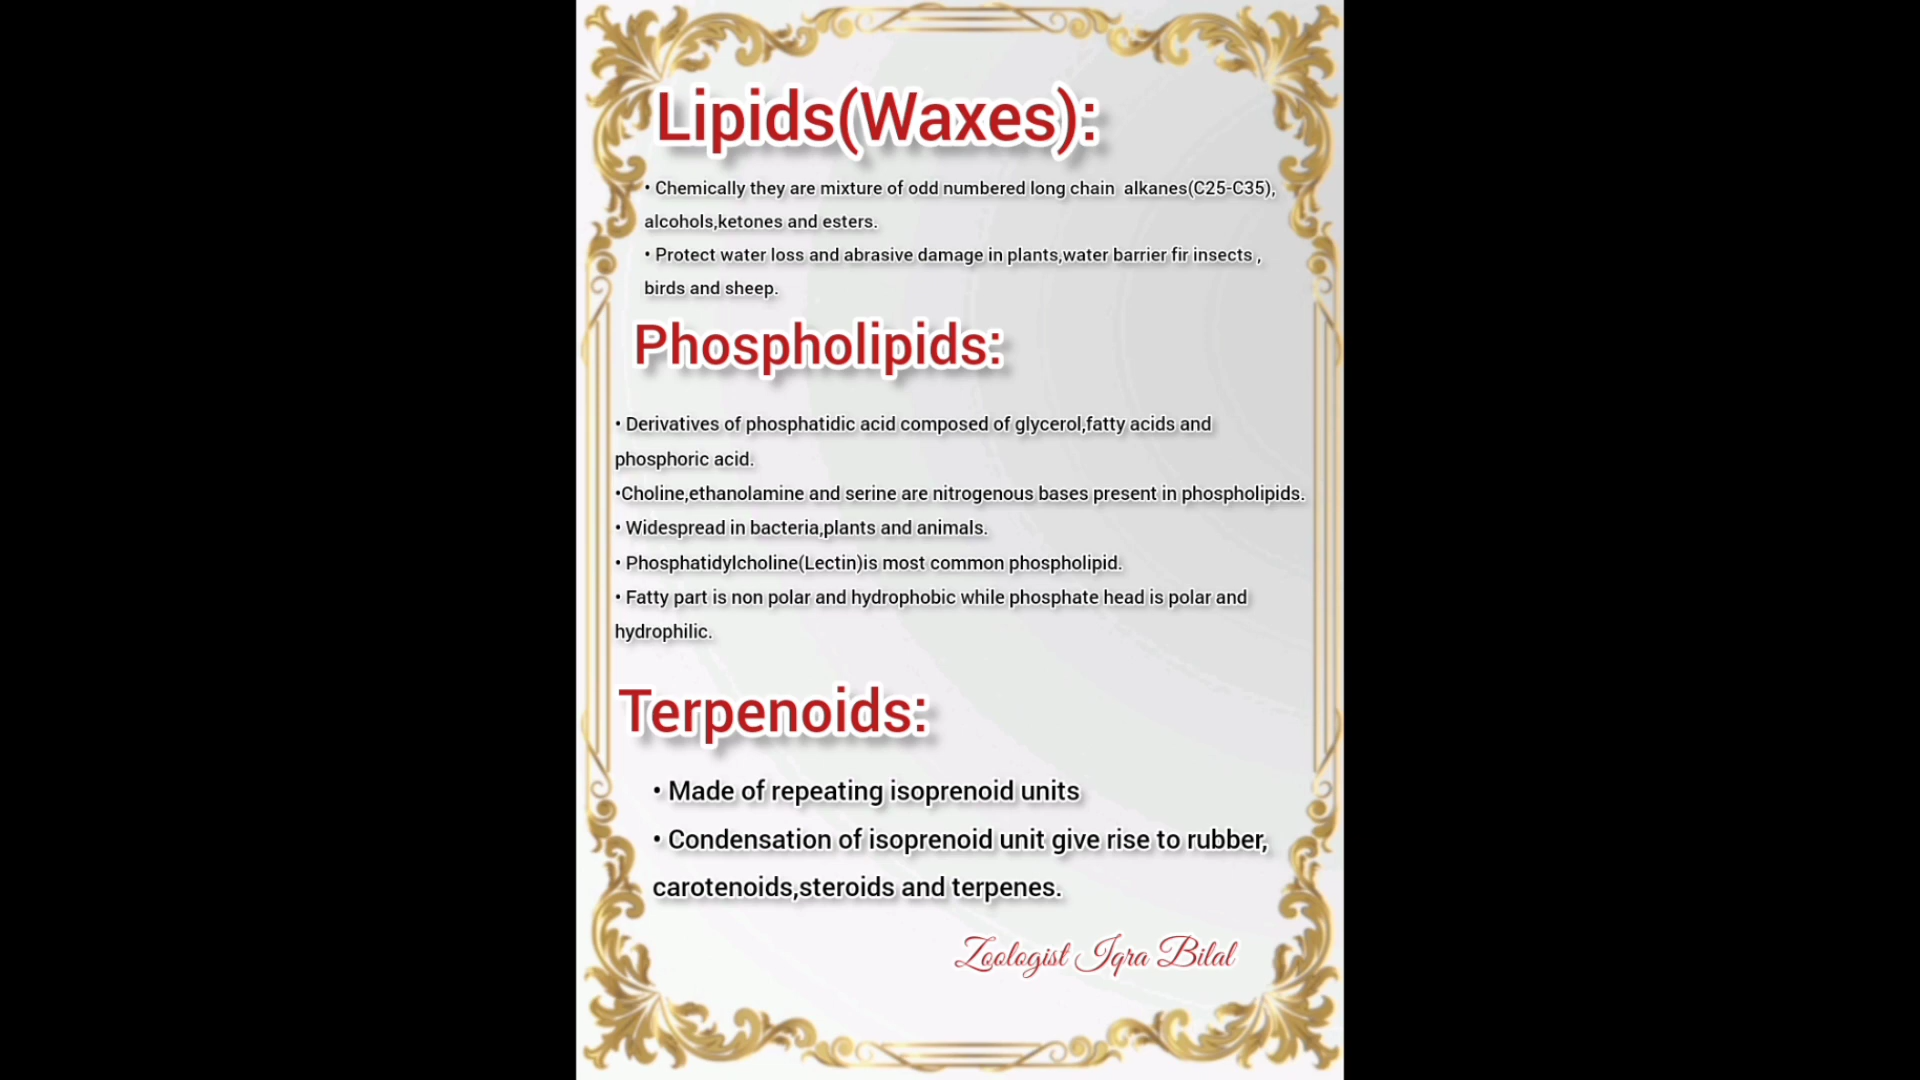 Lipids(Waxes):
• Chemically they are mixture of odd numbered long chain alkanes(C25-C35),
alcohols,ketones and esters.
• Protect water loss and abrasive damage in plants,water barrier fir insects ,
birds and sheep.
Phospholipids:
• Derivatives of phosphatidic acid composed of glycerol,fatty acids and
phosphoric acid.
•Choline,ethanolamine and serine are nitrogenous bases present in phospholipids.
• Widespread in bacteria,plants and animals.
• Phosphatidylcholine(Lectin)is most common phospholipid.
• Fatty part is non polar and hydrophobic while phosphate head is polar and
hydrophilic.
Terpenoids:
• Made of repeating isoprenoid units
• Condensation of isoprenoid unit give rise to rubber,
carotenoids,steroids and terpenes.
Zoologist Iqra Bilal